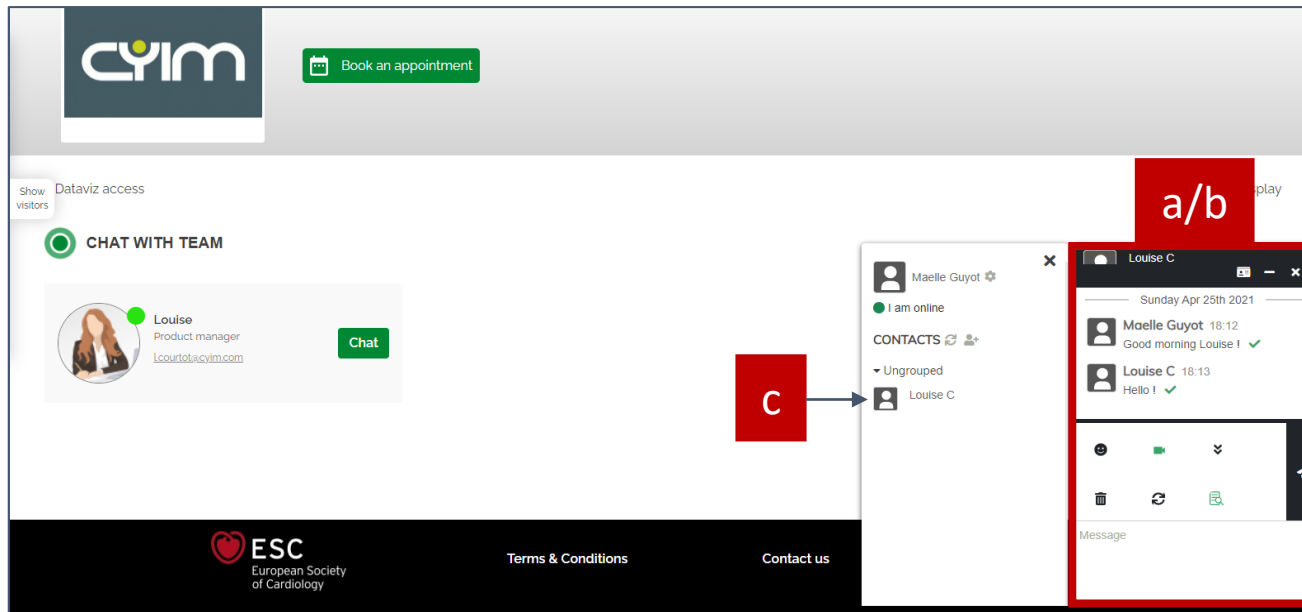 CYIM
Book an appointment
Show
visitors
Dataviz access
splay
a/b
CHAT WITH TEAM
Louise
Product manager
l.courtot@cyim.com
Chat
c
Maelle Guyot
I am online
CONTACTS
Ungrouped
Louise C
Louise C
Sunday Apr 25th 2021
Maelle Guyot 18:12
Good morning Louise !
Louise C 18:13
Hello !
Message
ESC
European Society
of Cardiology
Terms & Conditions
Contact us